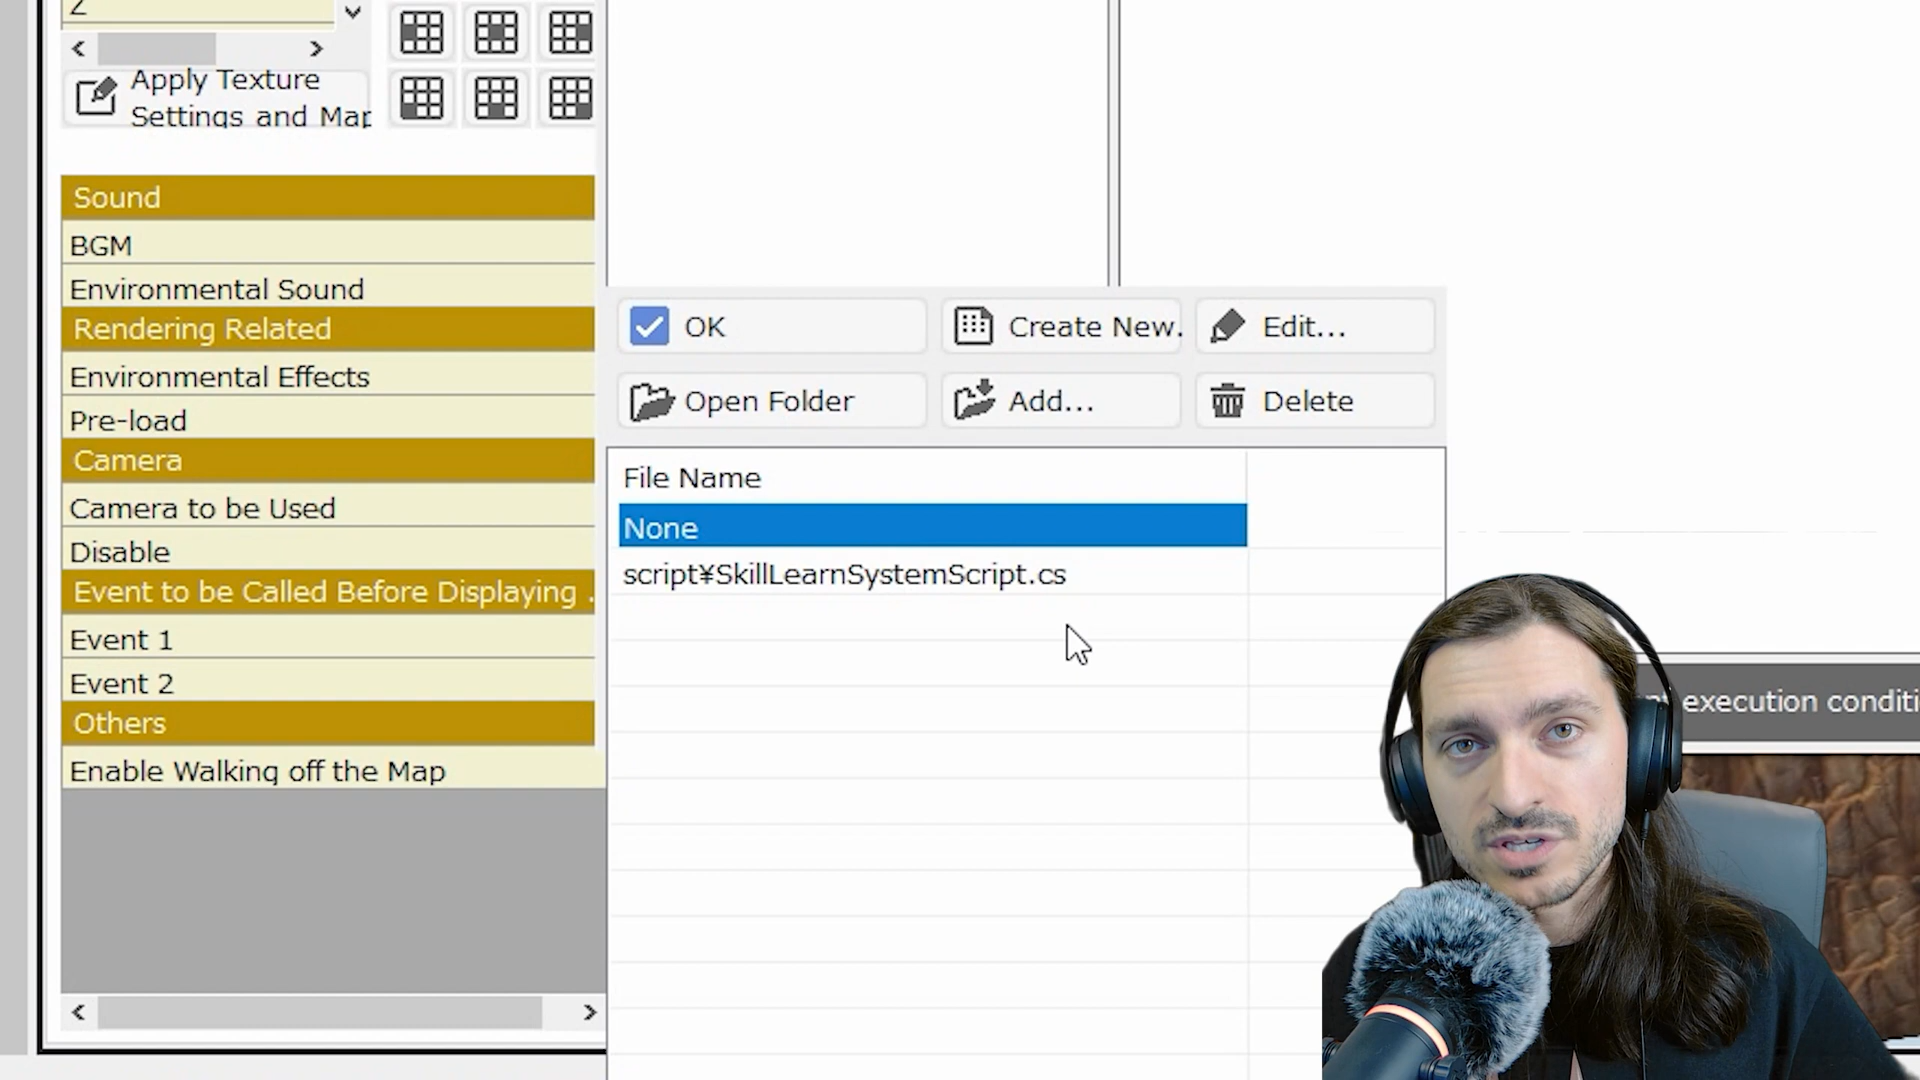 Apply Texture
Settings and Map
Sound
BGM
Environmental Sound
Rendering Related
Environmental Effects
Pre-load
Camera
Camera to be Used
Disable
Event to be Called Before Displaying .
Event 1
Event 2
Others
Enable Walking off the Map
OK
Create New.
Edit...
Open Folder
Add...
Delete
File Name
None
script¥SkillLearnSystemScript.cs
execution conditi